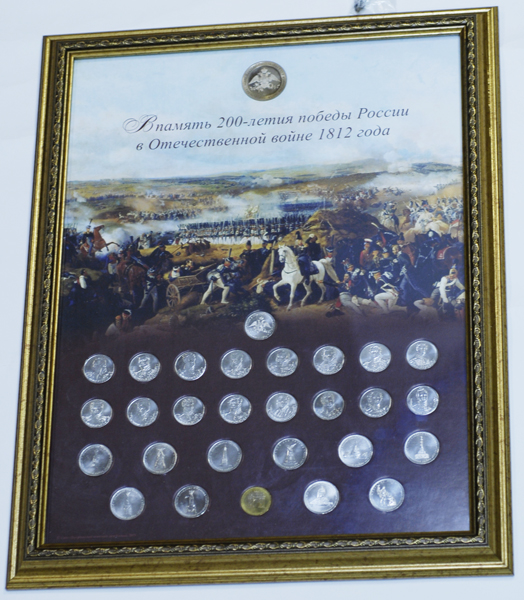 В память 200-летия победы России
в Отечественной войне 1812 года